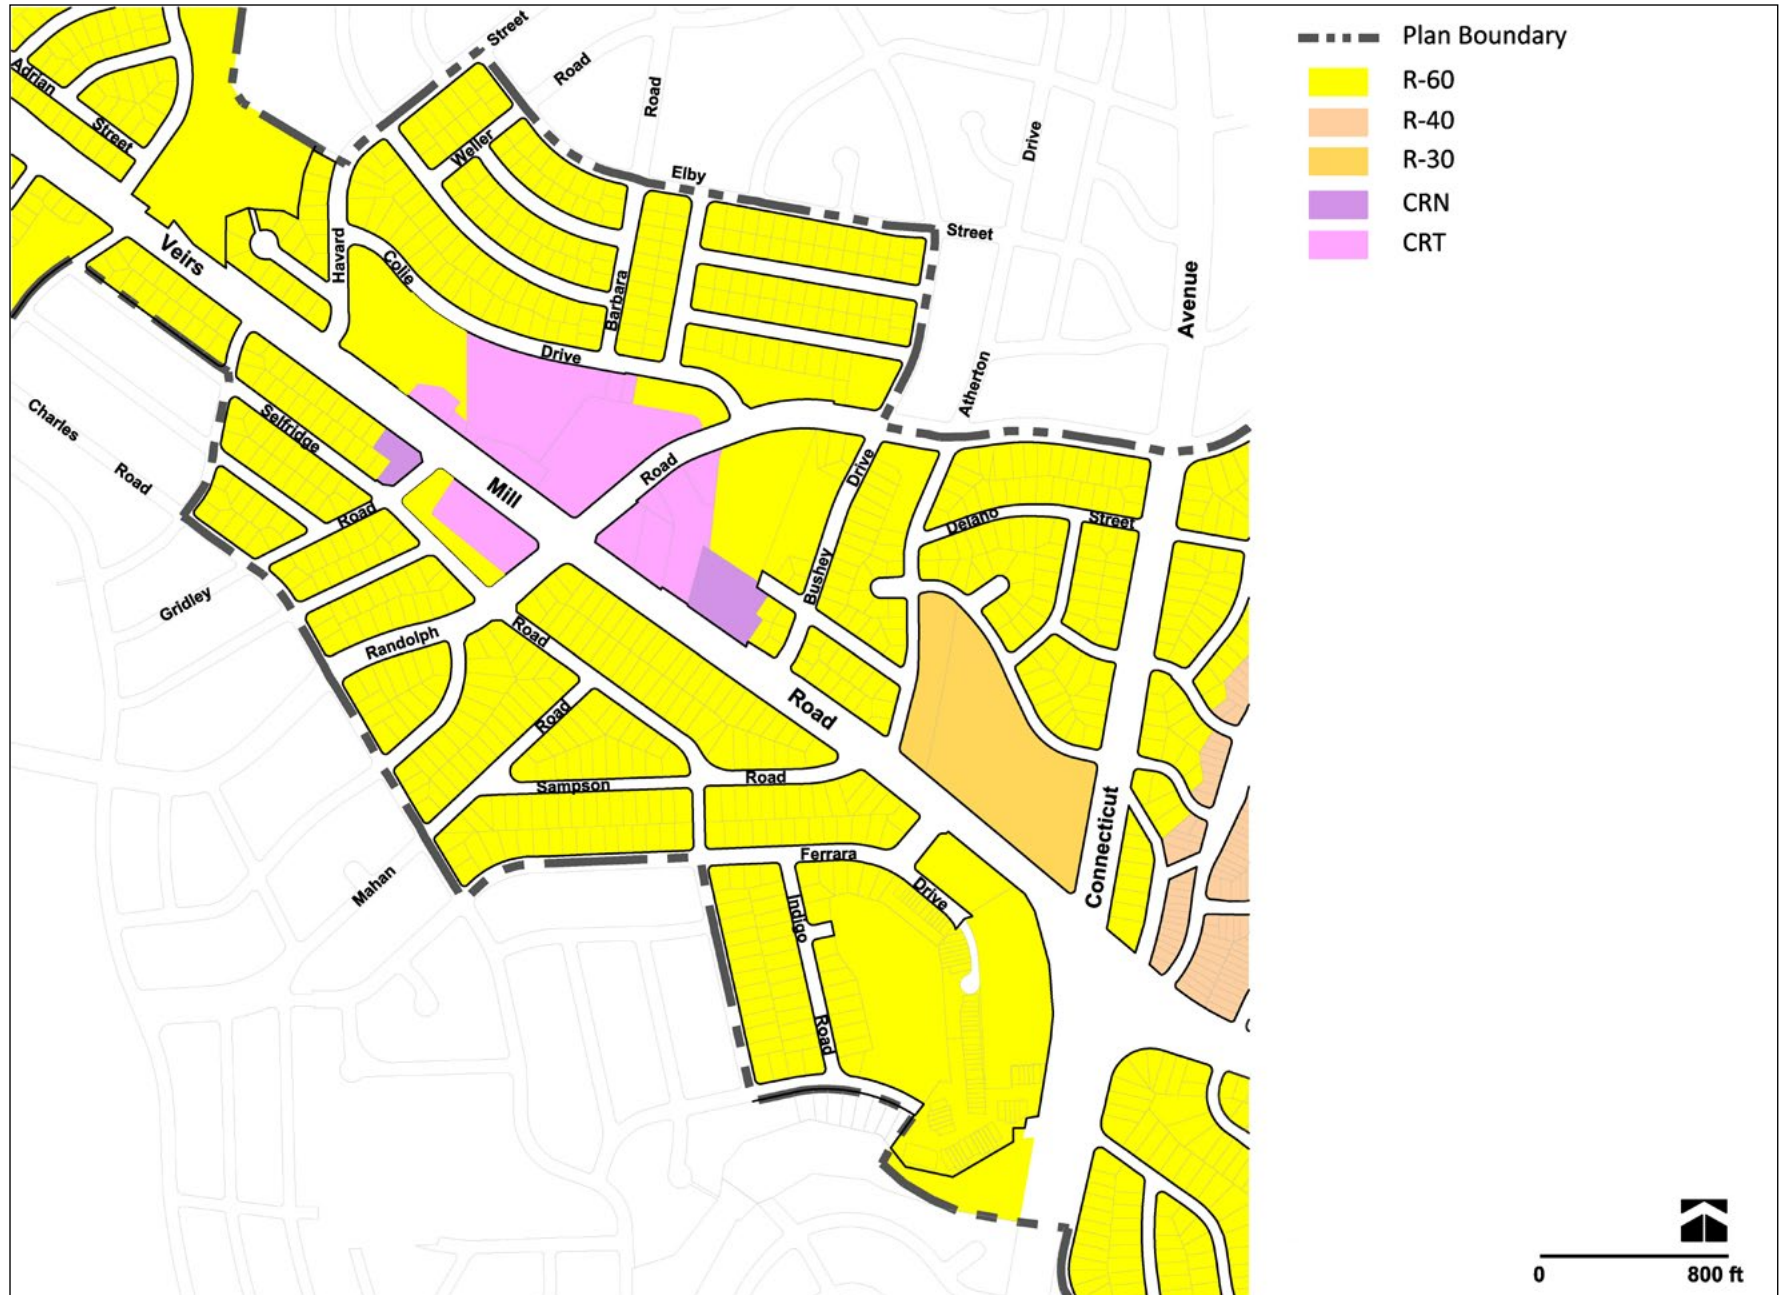 Street
Road
Road
Drive
Adrian
Street
Weller
Elby
Street
Veirs
Havard
Colie
Barbara
Avenue
Drive
Atherton
Charles
Road
Selfridge
Road
Mill
Road
Drive
Delano
Street
Bushey
Gridley
Randolph
Road
Road
Road
Sampson
Road
Connecticut
Mahan
Ferrara
Drive
Indigo
Road
Plan Boundary
R-60
R-40
R-30
CRN
CRT
0 800 ft